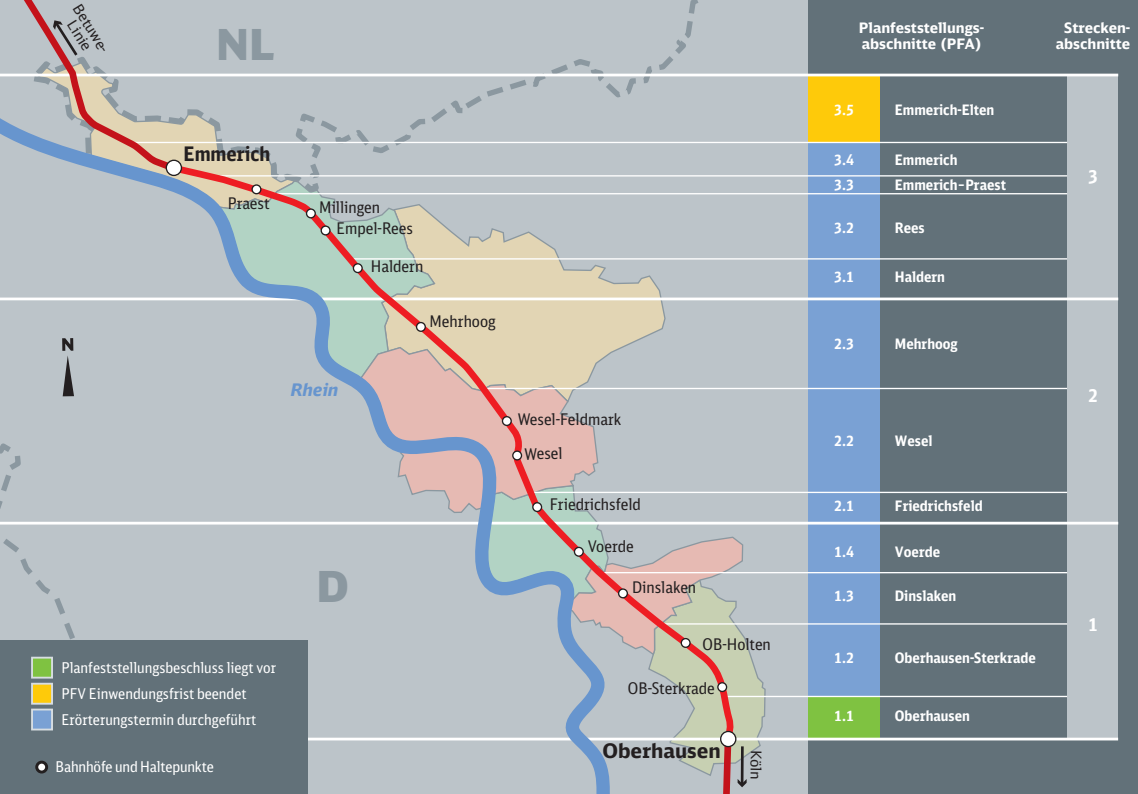 Betuwe-
Linie
NL
Emmerich
Praest
Millingen
Empel-Rees
Haldern
Mehrhoog
N
Rhein
Wesel-Feldmark
Wesel
Friedrichsfeld
Voerde
D
Dinslaken
OB-Holten
OB-Sterkrade
Oberhausen
Köln
Planfeststellungsbeschluss liegt vor
PFV Einwendungsfrist beendet
Erörterungstermin durchgeführt
Bahnhöfe und Haltepunkte
Planfeststellungs-
abschnitte (PFA)
Strecken-
abschnitte
3.5 Emmerich-Elten
3.4 Emmerich
3.3 Emmerich-Praest
3.2 Rees
3.1 Haldern
3
2.3 Mehrhoog
2.2 Wesel
2.1 Friedrichsfeld
2
1.4 Voerde
1.3 Dinslaken
1.2 Oberhausen-Sterkrade
1.1 Oberhausen
1